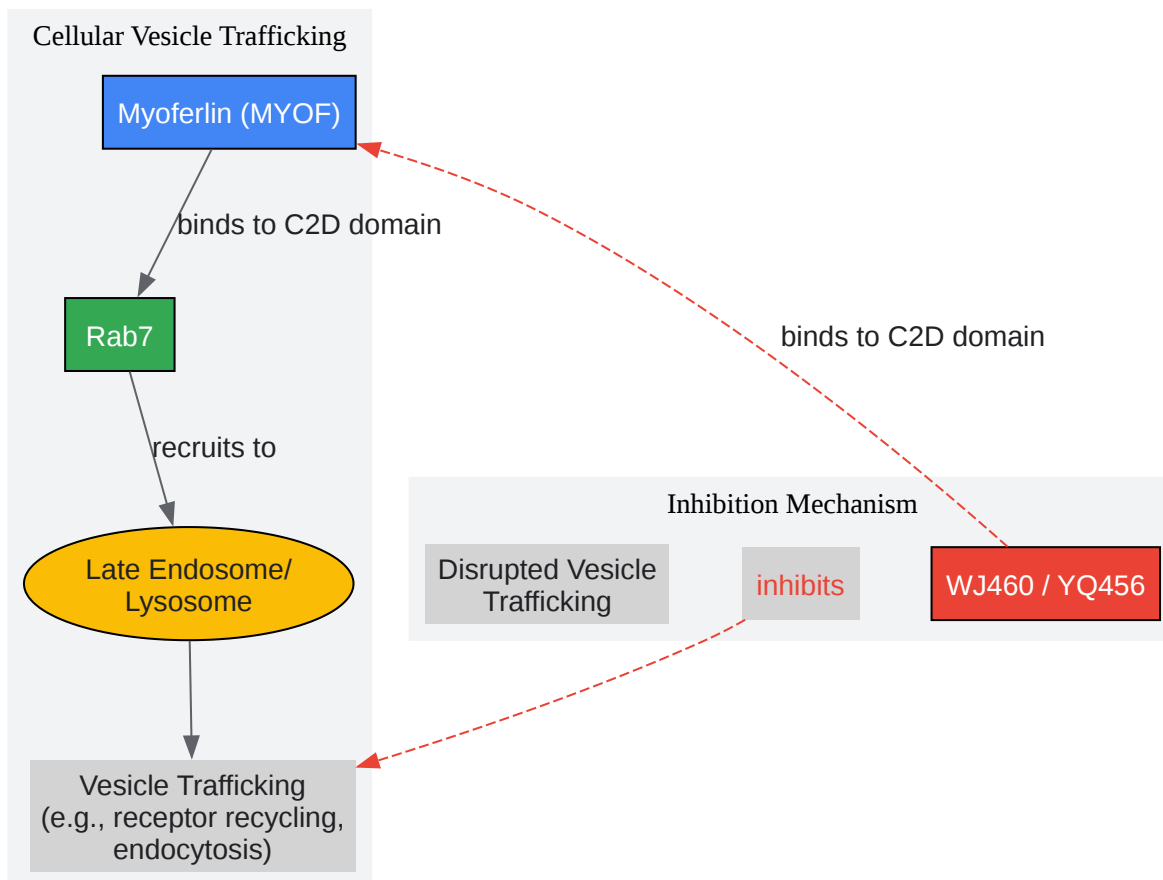 Cellular Vesicle Trafficking
Myoferlin (MYOF)
binds to C2D domain
Rab7
binds to C2D domain
recruits to
Inhibition Mechanism
Late Endosome/
Lysosome
Disrupted Vesicle
Trafficking
inhibits
WJ460 / YQ456
Vesicle Trafficking
(e.g., receptor recycling,
endocytosis)